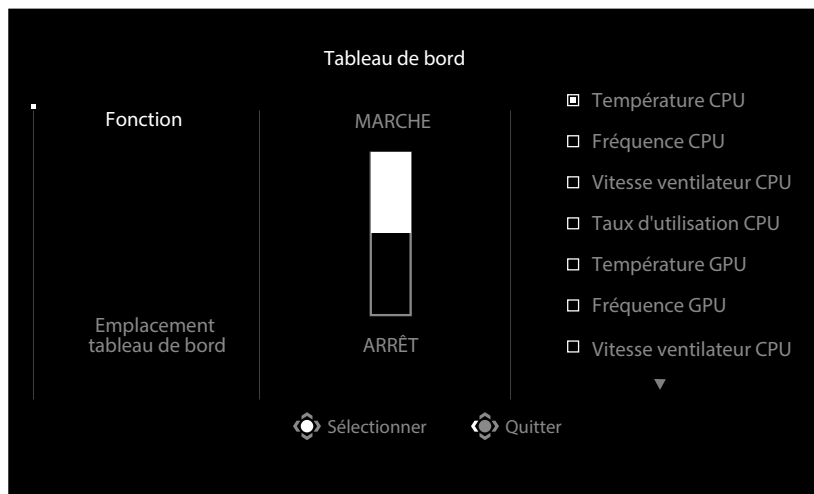 Tableau de bord
Fonction
Emplacement
tableau de bord
MARCHE
ARRÊT
Température CPU
Fréquence CPU
Vitesse ventilateur CPU
Taux d'utilisation CPU
Température GPU
Fréquence GPU
Vitesse ventilateur CPU
Sélectionner
Quitter